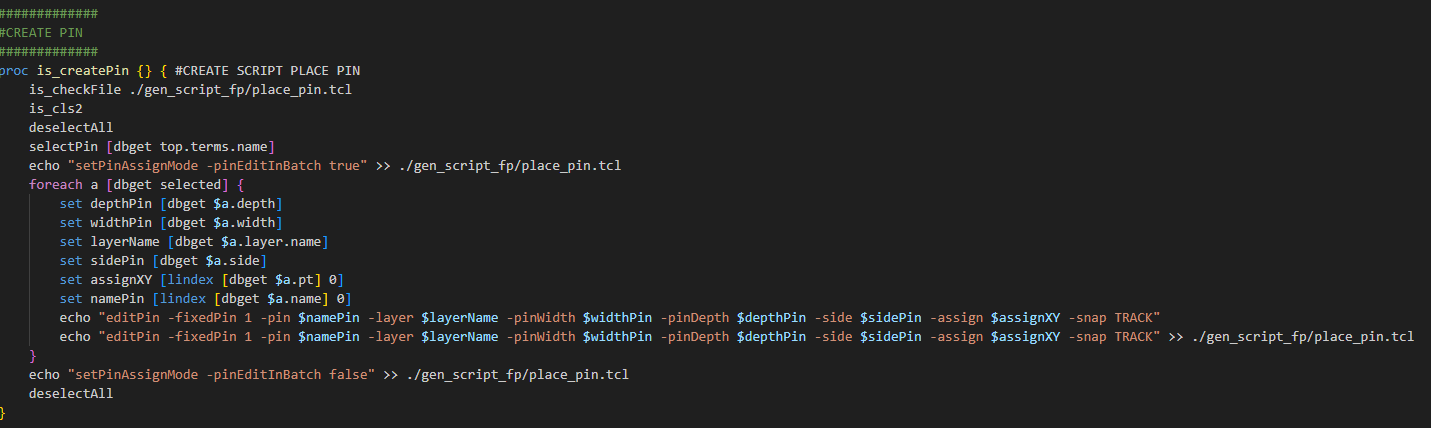 #############
#CREATE PIN
#############
proc is_createPin {} { #CREATE SCRIPT PLACE PIN
    is_checkFile ./gen_script_fp/place_pin.tcl
    is_cls2
    deselectAll
    selectPin [dbget top.terms.name]
    echo "setPinAssignMode -pinEditInBatch true" >> ./gen_script_fp/place_pin.tcl
    foreach a [dbget selected] {
        set depthPin [dbget $a.depth]
        set widthPin [dbget $a.width]
        set layerName [dbget $a.layer.name]
        set sidePin [dbget $a.side]
        set assignXY [lindex [dbget $a.pt] 0]
        set namePin [lindex [dbget $a.name] 0]
        echo "editPin -fixedPin 1 -pin $namePin -layer $layerName -pinWidth $widthPin -pinDepth $depthPin -side $sidePin -assign $assignXY -snap TRACK"
        echo "editPin -fixedPin 1 -pin $namePin -layer $layerName -pinWidth $widthPin -pinDepth $depthPin -side $sidePin -assign $assignXY -snap TRACK" >> ./gen_script_fp/place_pin.tcl
    }
    echo "setPinAssignMode -pinEditInBatch false" >> ./gen_script_fp/place_pin.tcl
    deselectAll
}